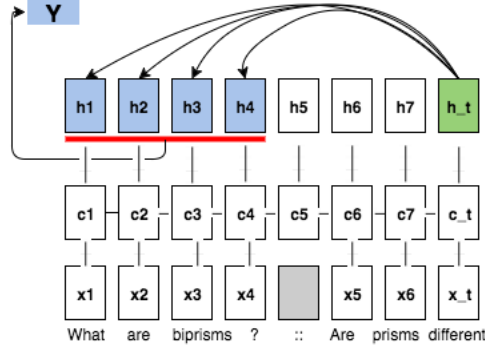 Y
h1 h2 h3 h4 h5 h6 h7 h_t
c1 c2 c3 c4 c5 c6 c7 c_t
x1 x2 x3 x4 x5 x6 x_t
What are biprisms ? :: Are prisms different